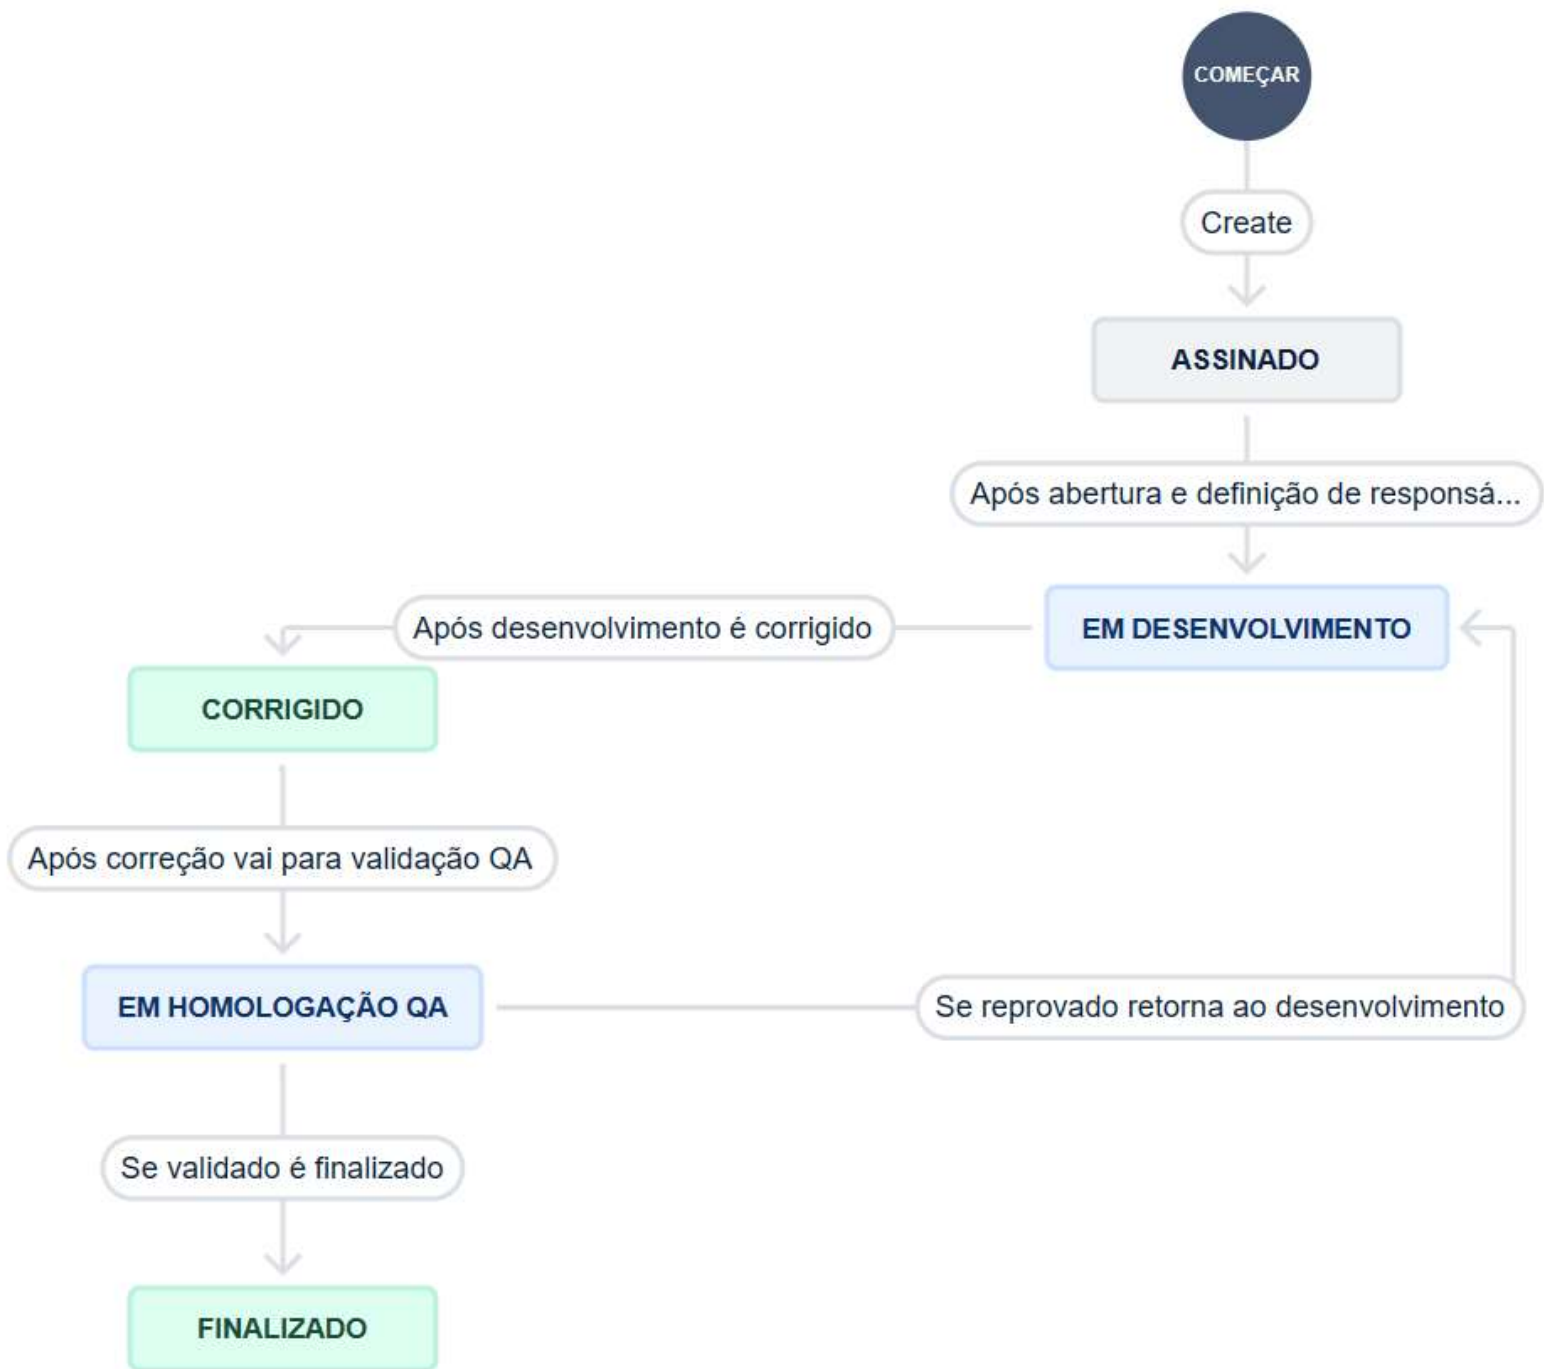 COMEÇAR
Create
ASSINADO
Após abertura e definição de responsá...
EM DESENVOLVIMENTO
Após desenvolvimento é corrigido
CORRIGIDO
Após correção vai para validação QA
EM HOMOLOGAÇÃO QA
Se reprovado retorna ao desenvolvimento
Se validado é finalizado
FINALIZADO